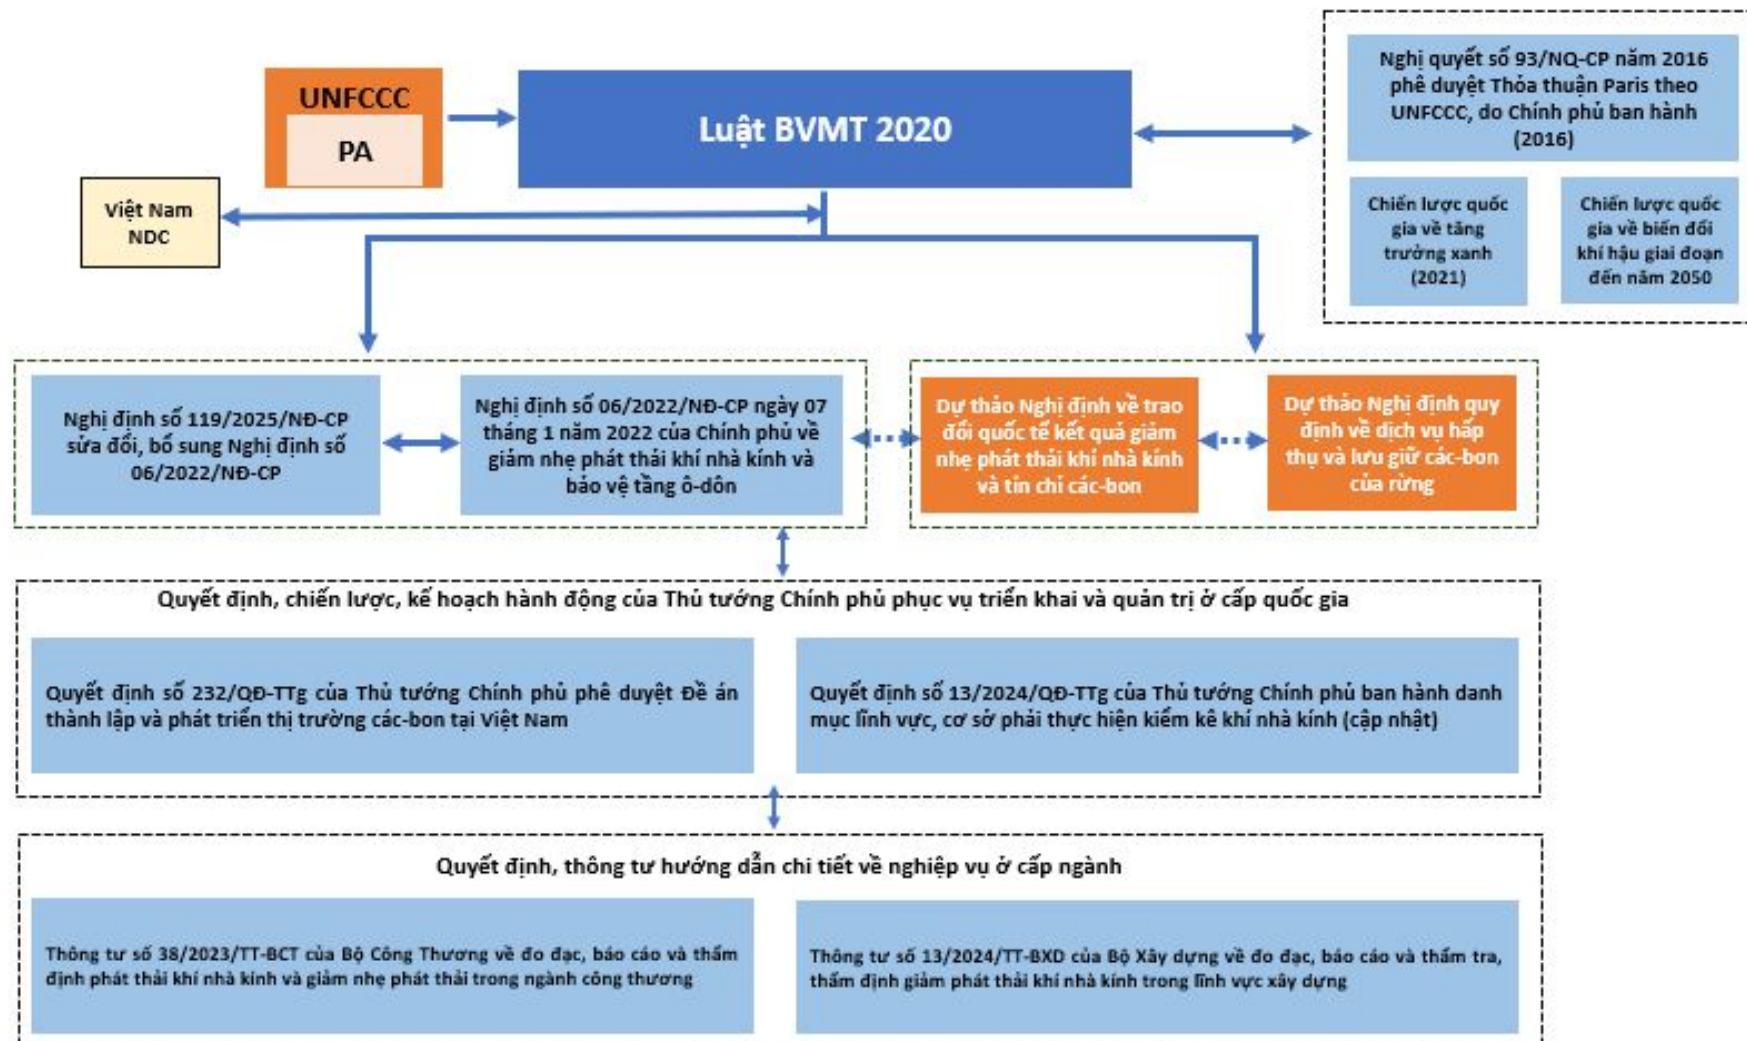 UNFCCC
PA
Luật BVMT 2020
Nghị quyết số 93/NQ-CP năm 2016
phê duyệt Thỏa thuận Paris theo
UNFCCC, do Chính phủ ban hành
(2016)
Việt Nam
NDC
Chiến lược quốc
gia về tăng
trưởng xanh
(2021)
Chiến lược quốc
gia về biến đổi
khí hậu giai đoạn
đến năm 2050
Nghị định số 119/2025/NĐ-CP
sửa đổi, bổ sung Nghị định số
06/2022/NĐ-CP
Nghị định số 06/2022/NĐ-CP ngày 07
tháng 1 năm 2022 của Chính phủ về
giảm nhẹ phát thải khí nhà kính và
bảo vệ tầng ô-dôn
Dự thảo Nghị định về trao
đổi quốc tế kết quả giảm
nhẹ phát thải khí nhà kính
và tín chỉ các-bon
Dự thảo Nghị định quy
định về dịch vụ hấp
thụ và lưu giữ các-bon
của rừng
Quyết định, chiến lược, kế hoạch hành động của Thủ tướng Chính phủ phục vụ triển khai và quản trị ở cấp quốc gia
Quyết định số 232/QĐ-TTg của Thủ tướng Chính phủ phê duyệt Đề án
thành lập và phát triển thị trường các-bon tại Việt Nam
Quyết định số 13/2024/QĐ-TTg của Thủ tướng Chính phủ ban hành danh
mục lĩnh vực, cơ sở phải thực hiện kiểm kê khí nhà kính (cập nhật)
Quyết định, thông tư hướng dẫn chi tiết về nghiệp vụ ở cấp ngành
Thông tư số 38/2023/TT-BCT của Bộ Công Thương về đo đạc, báo cáo và thẩm
định phát thải khí nhà kính và giảm nhẹ phát thải trong ngành công thương
Thông tư số 13/2024/TT-BXD của Bộ Xây dựng về đo đạc, báo cáo và thẩm tra,
thẩm định giảm phát thải khí nhà kính trong lĩnh vực xây dựng